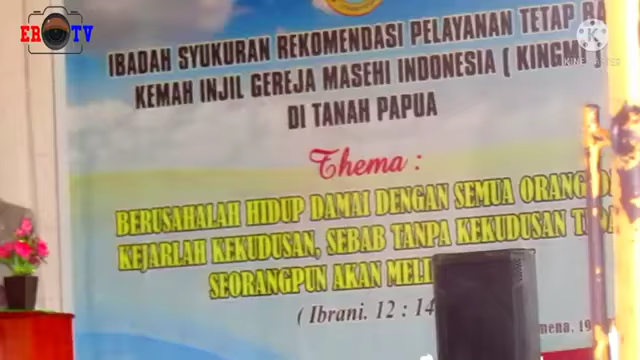 ER TV
IBADAH SYUKURAN REKOMENDASI PELAYANAN TETAP
KEMAH INJIL GEREJA MASEHI INDONESIA ( KINGMI )
DI TANAH PAPUA
Thema :
BERUSAHALAH HIDUP DAMAI DENGAN SEMUA ORANG
KEJARLAH KEKUDUSAN, SEBAB TANPA KEKUDUSAN
SEORANGPUN AKAN
( Ibrani. 12 : 14